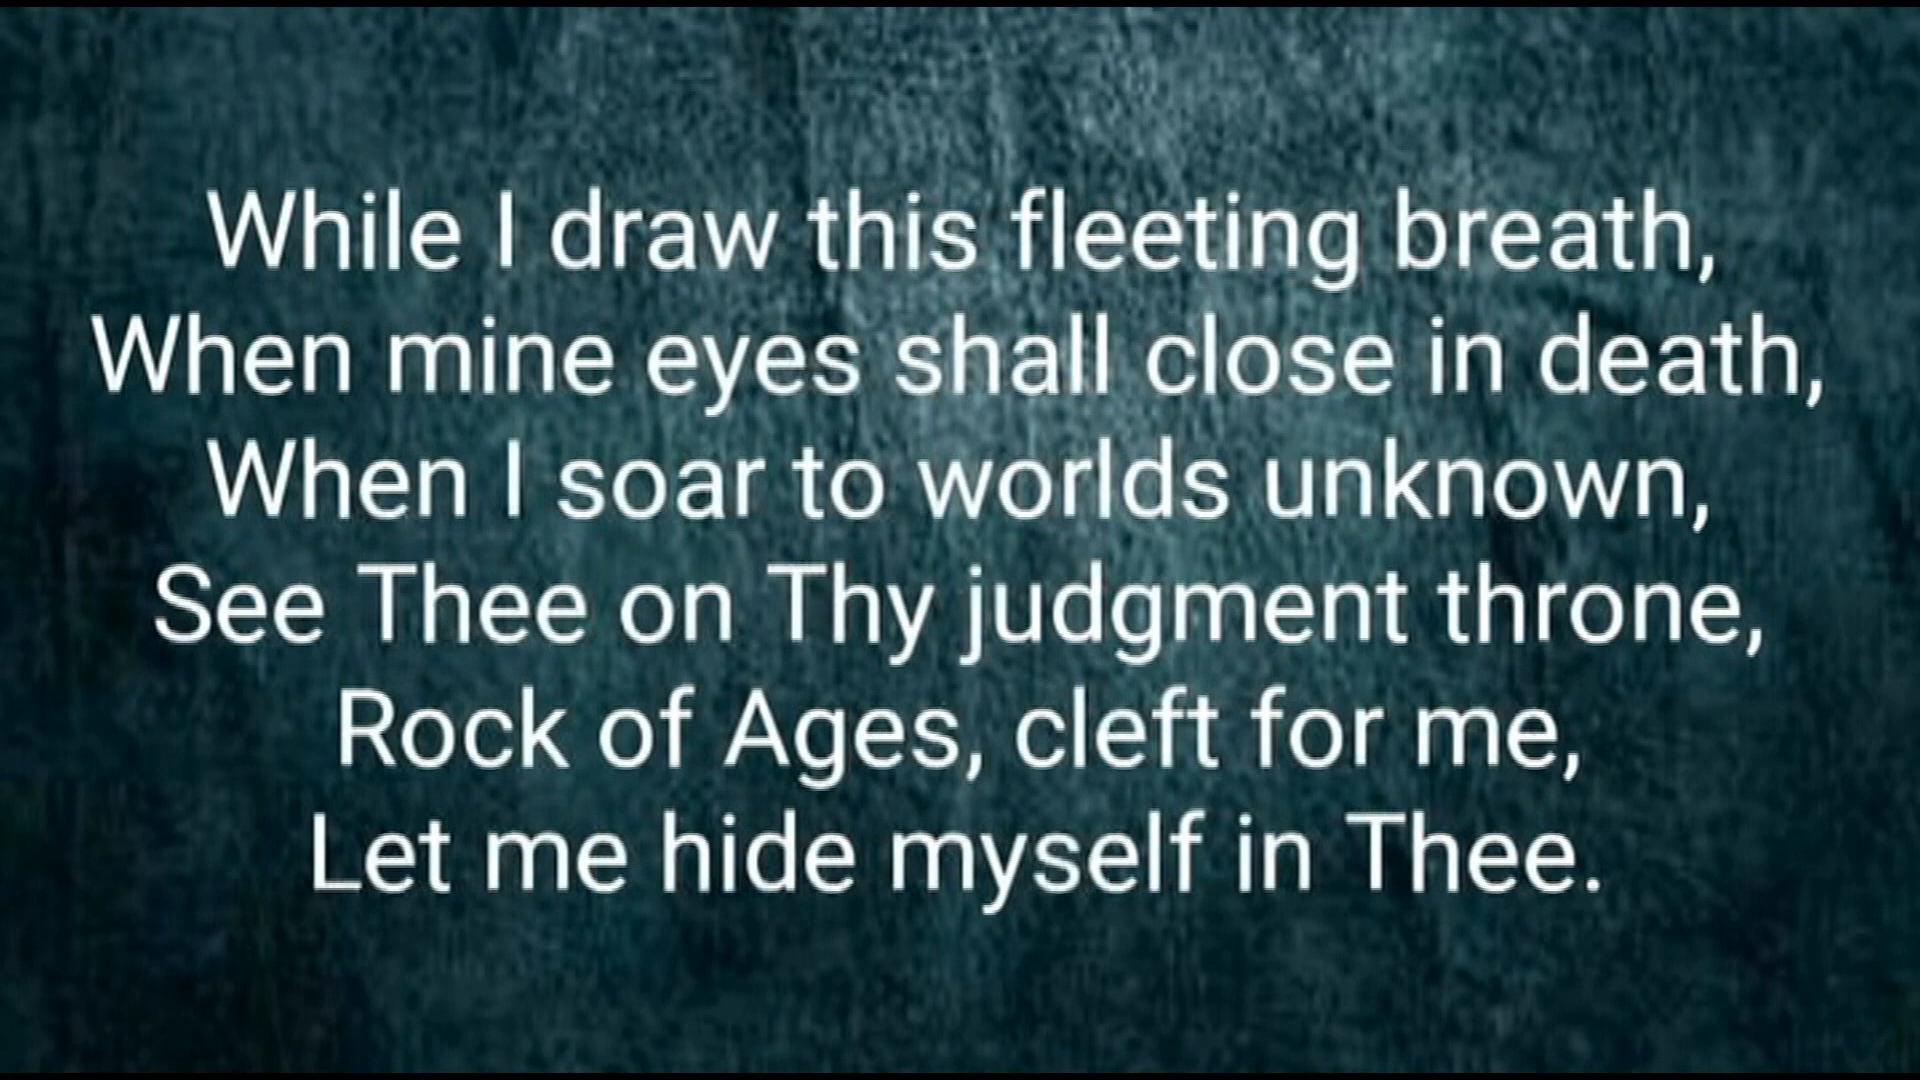 While I draw this fleeting breath,
When mine eyes shall close in death,
When I soar to worlds unknown,
See Thee on Thy judgment throne,
Rock of Ages, cleft for me,
Let me hide myself in Thee.